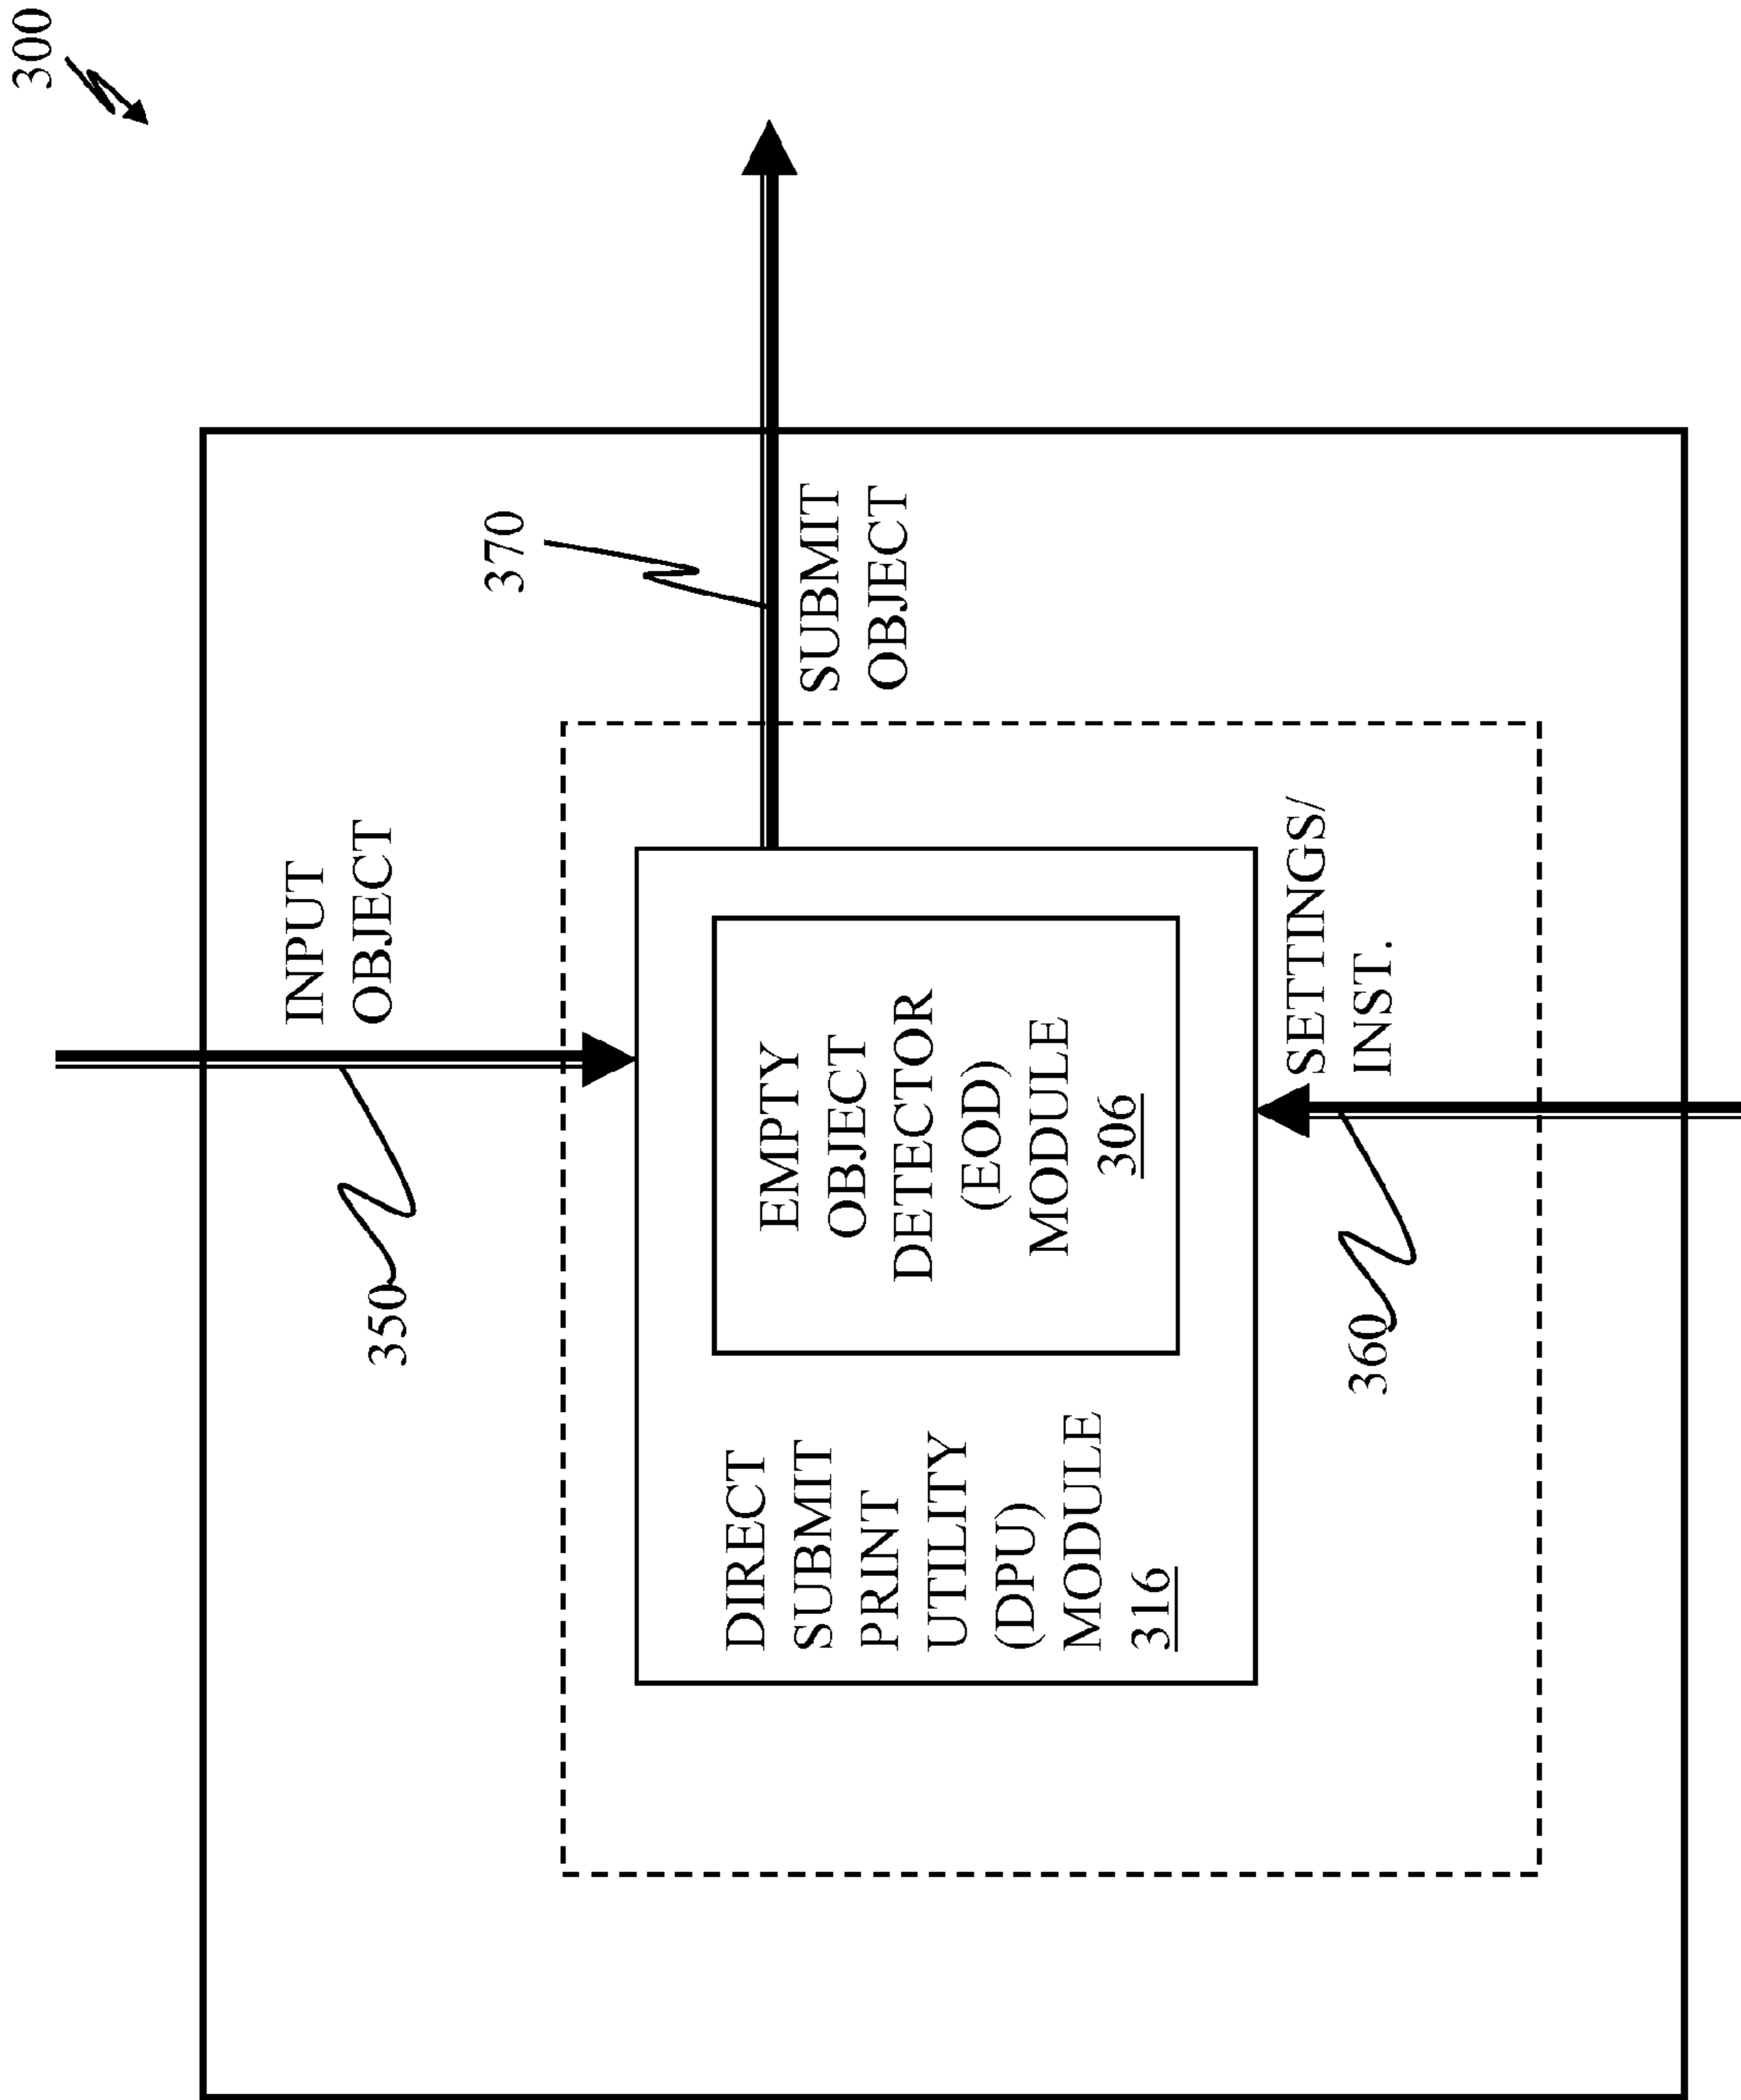 300
INPUT
OBJECT
350
370
SUBMIT
OBJECT
DIRECT
SUBMIT
PRINT
UTILITY
(DPU)
MODULE
316
EMPTY
OBJECT
DETECTOR
(EOD)
MODULE
306
SETTINGS/
INST.
360